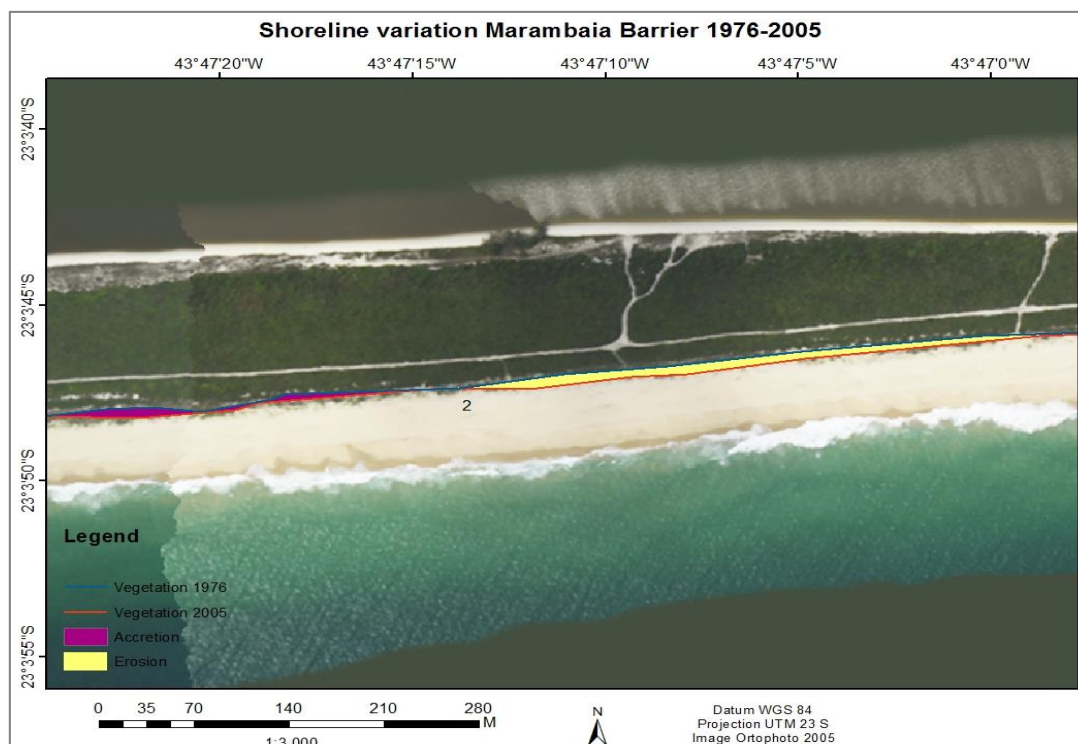 Shoreline variation Marambaia Barrier 1976-2005
43°47'20"W 43°47'15"W 43°47'10"W 43°47'5"W 43°47'0"W
23°3'40"S
23°3'45"S
23°3'50"S
23°3'55"S
2
Legend
Vegetation 1976
Vegetation 2005
Accretion
Erosion
0 35 70 140 210 280
M
1:3.000
N
Datum WGS 84
Projection UTM 23 S
Image Ortophoto 2005